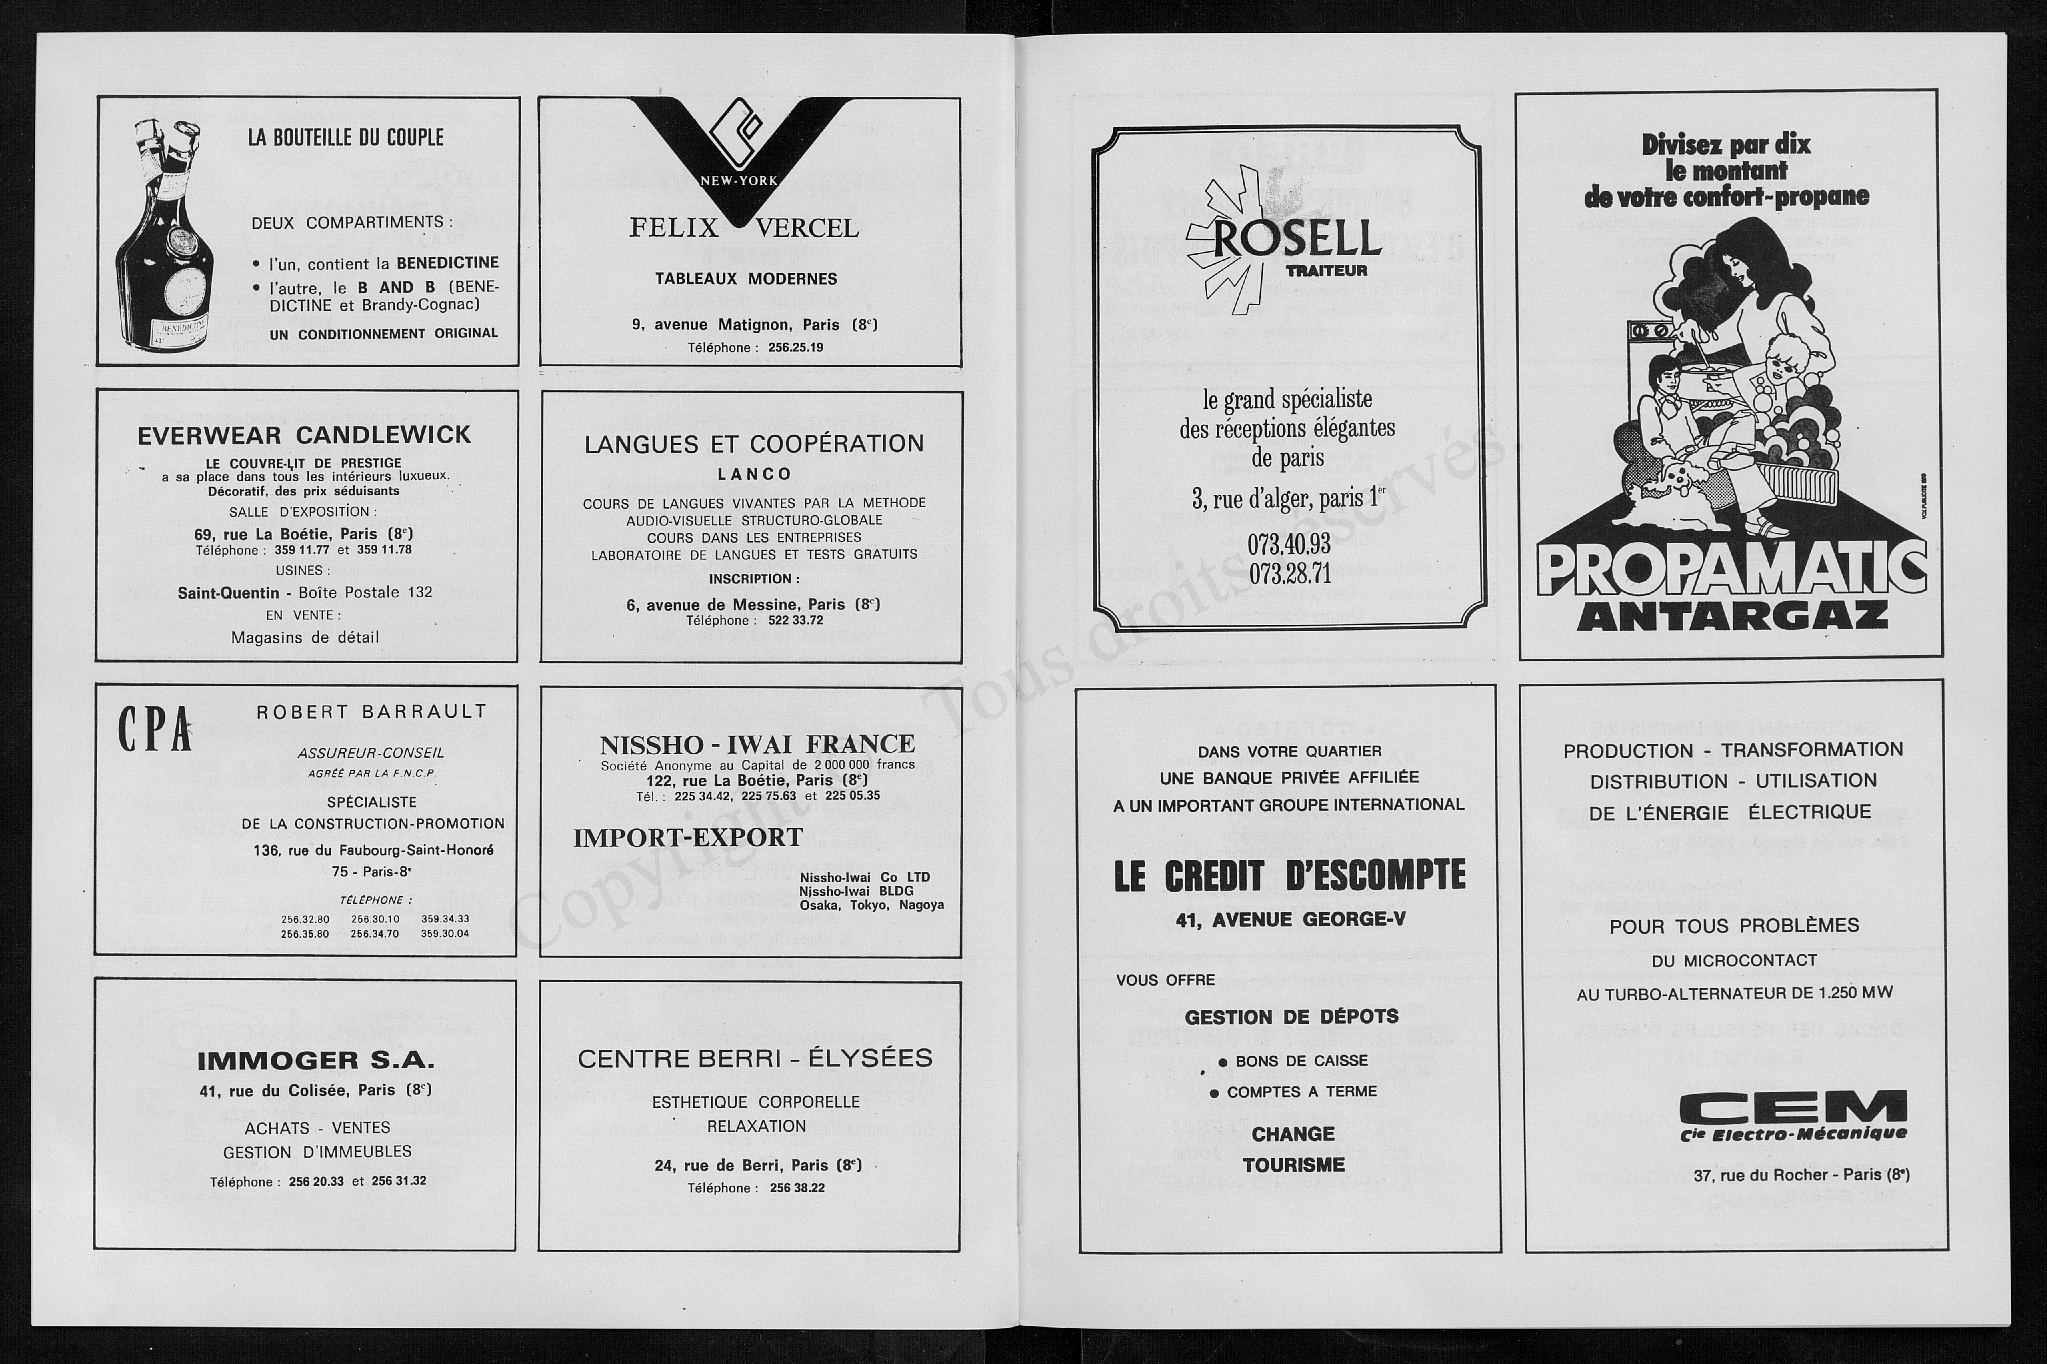 LA BOUTEILLE DU COUPLE
DEUX COMPARTIMENTS :
• l'un, contient la BENEDICTINE
• l'autre, le B AND B (BENE-
DICTINE et Brandy-Cognac)
UN CONDITIONNEMENT ORIGINAL
BENEDICTINE
NEW-YORK
FELIX VERCEL
TABLEAUX MODERNES
9, avenue Matignon, Paris (8e)
Téléphone : 256.25.19
EVERWEAR CANDLEWICK
LE COUVRE-LIT DE PRESTIGE
a sa place dans tous les intérieurs luxueux.
Décoratif, des prix séduisants
SALLE D'EXPOSITION :
69, rue La Boétie, Paris (8e)
Téléphone : 359 11.77 et 359 11.78
USINES :
Saint-Quentin - Boîte Postale 132
EN VENTE :
Magasins de détail
LANGUES ET COOPÉRATION
LANCO
COURS DE LANGUES VIVANTES PAR LA METHODE
AUDIO-VISUELLE STRUCTURO-GLOBALE
COURS DANS LES ENTREPRISES
LABORATOIRE DE LANGUES ET TESTS GRATUITS
INSCRIPTION :
6, avenue de Messine, Paris (8e)
Téléphone : 522 33.72
CPA
ROBERT BARRAULT
ASSUREUR-CONSEIL
AGRÉÉ PAR LA F.N.C.P.
SPÉCIALISTE
DE LA CONSTRUCTION-PROMOTION
136, rue du Faubourg-Saint-Honoré
75 - Paris-8e
TÉLÉPHONE :
256.32.80 256.30.10 359.34.33
256.35.80 256.34.70 359.30.04
NISSHO - IWAI FRANCE
Société Anonyme au Capital de 2 000 000 francs
122, rue La Boétie, Paris (8e)
Tél. : 225 34.42, 225 75.63 et 225 05.35
IMPORT-EXPORT
Nissho-Iwai Co LTD
Nissho-Iwai BLDG
Osaka, Tokyo, Nagoya
IMMOGER S.A.
41, rue du Colisée, Paris (8e)
ACHATS - VENTES
GESTION D'IMMEUBLES
Téléphone : 256 20.33 et 256 31.32
CENTRE BERRI - ÉLYSÉES
ESTHETIQUE CORPORELLE
RELAXATION
24, rue de Berri, Paris (8e)
Téléphone : 256 38.22
ROSELL
TRAITEUR
le grand spécialiste
des réceptions élégantes
de paris
3, rue d'alger, paris 1er
073.40.93
073.28.71
Divisez par dix
le montant
de votre confort-propane
PROPAMATIC
ANTARGAZ
DANS VOTRE QUARTIER
UNE BANQUE PRIVÉE AFFILIÉE
A UN IMPORTANT GROUPE INTERNATIONAL
LE CREDIT D'ESCOMPTE
41, AVENUE GEORGE-V
VOUS OFFRE
GESTION DE DÉPOTS
• BONS DE CAISSE
• COMPTES A TERME
CHANGE
TOURISME
PRODUCTION - TRANSFORMATION
DISTRIBUTION - UTILISATION
DE L'ÉNERGIE ÉLECTRIQUE
POUR TOUS PROBLÈMES
DU MICROCONTACT
AU TURBO-ALTERNATEUR DE 1.250 MW
CEM
Cie Electro-Mécanique
37, rue du Rocher - Paris (8e)
Copyright Tous droits réservés.